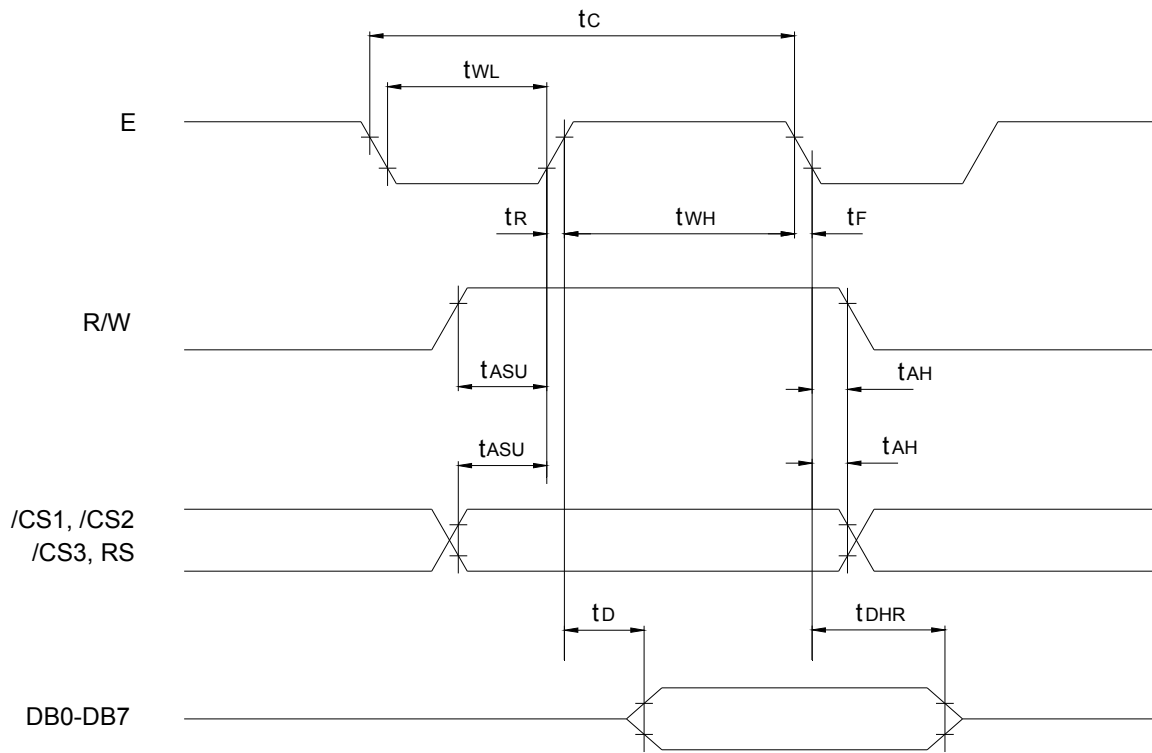 tC
tWL
E
tR
tWH
tF
R/W
tASU
tAH
tASU
tAH
/CS1, /CS2
/CS3, RS
tD
tDHR
DB0-DB7